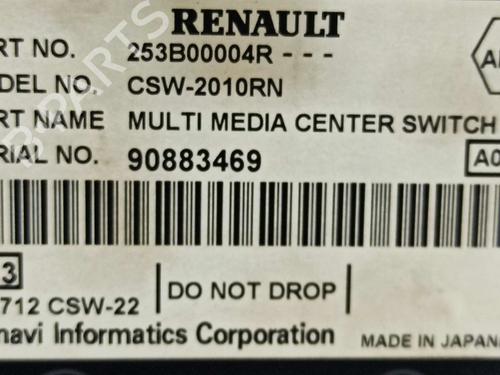 RENAULT
RT NO. 253B00004R - - -
DEL NO. CSW-2010RN
RT NAME MULTI MEDIA CENTER SWITCH
RIAL NO. 90883469
A0
3
712 CSW-22
DO NOT DROP
navi Informatics Corporation
MADE IN JAPAN